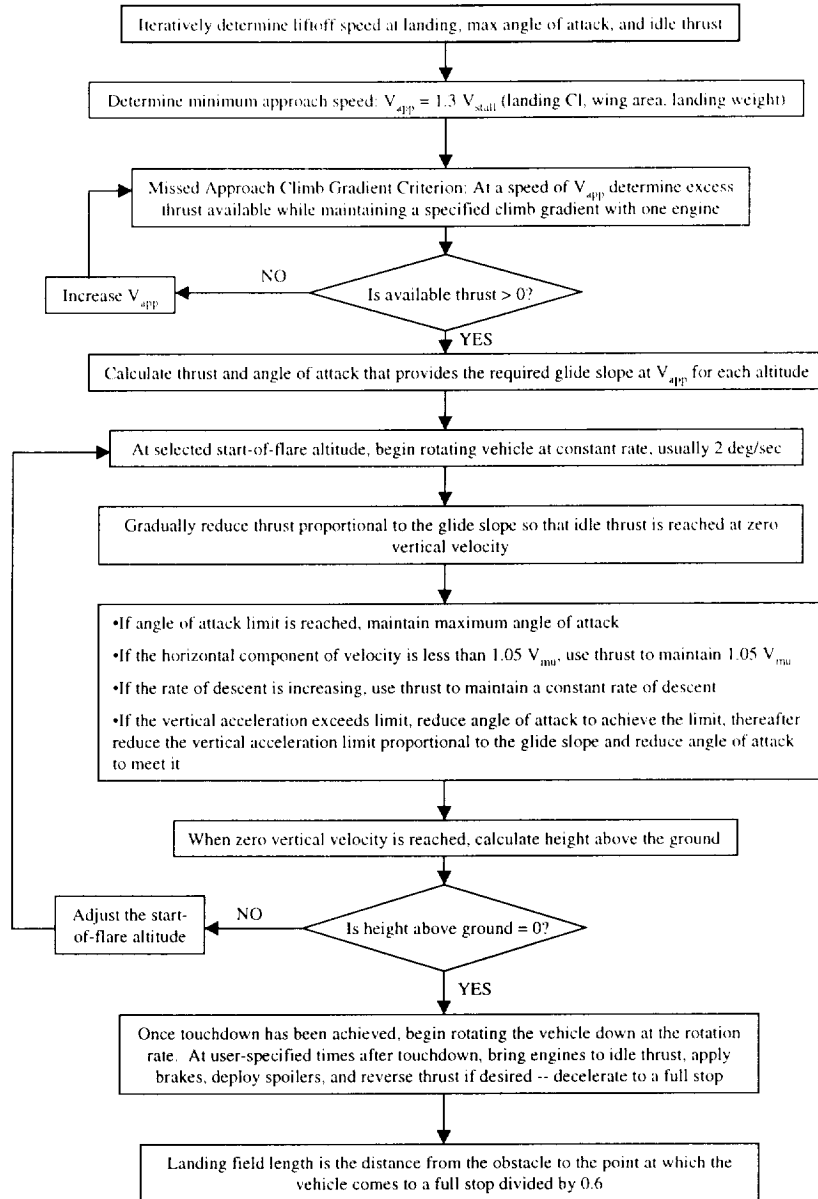 Iteratively determine liftoff speed at landing, max angle of attack, and idle thrust
Determine minimum approach speed: Vapp = 1.3 Vstall (landing Cl, wing area, landing weight)
Missed Approach Climb Gradient Criterion: At a speed of Vapp determine excess
thrust available while maintaining a specified climb gradient with one engine
NO
Increase Vapp
Is available thrust > 0?
YES
Calculate thrust and angle of attack that provides the required glide slope at Vapp for each altitude
At selected start-of-flare altitude, begin rotating vehicle at constant rate, usually 2 deg/sec
Gradually reduce thrust proportional to the glide slope so that idle thrust is reached at zero
vertical velocity
•If angle of attack limit is reached, maintain maximum angle of attack
•If the horizontal component of velocity is less than 1.05 Vmu, use thrust to maintain 1.05 Vmu
•If the rate of descent is increasing, use thrust to maintain a constant rate of descent
•If the vertical acceleration exceeds limit, reduce angle of attack to achieve the limit, thereafter
reduce the vertical acceleration limit proportional to the glide slope and reduce angle of attack
to meet it
When zero vertical velocity is reached, calculate height above the ground
Adjust the start-
of-flare altitude
NO
Is height above ground = 0?
YES
Once touchdown has been achieved, begin rotating the vehicle down at the rotation
rate. At user-specified times after touchdown, bring engines to idle thrust, apply
brakes, deploy spoilers, and reverse thrust if desired -- decelerate to a full stop
Landing field length is the distance from the obstacle to the point at which the
vehicle comes to a full stop divided by 0.6